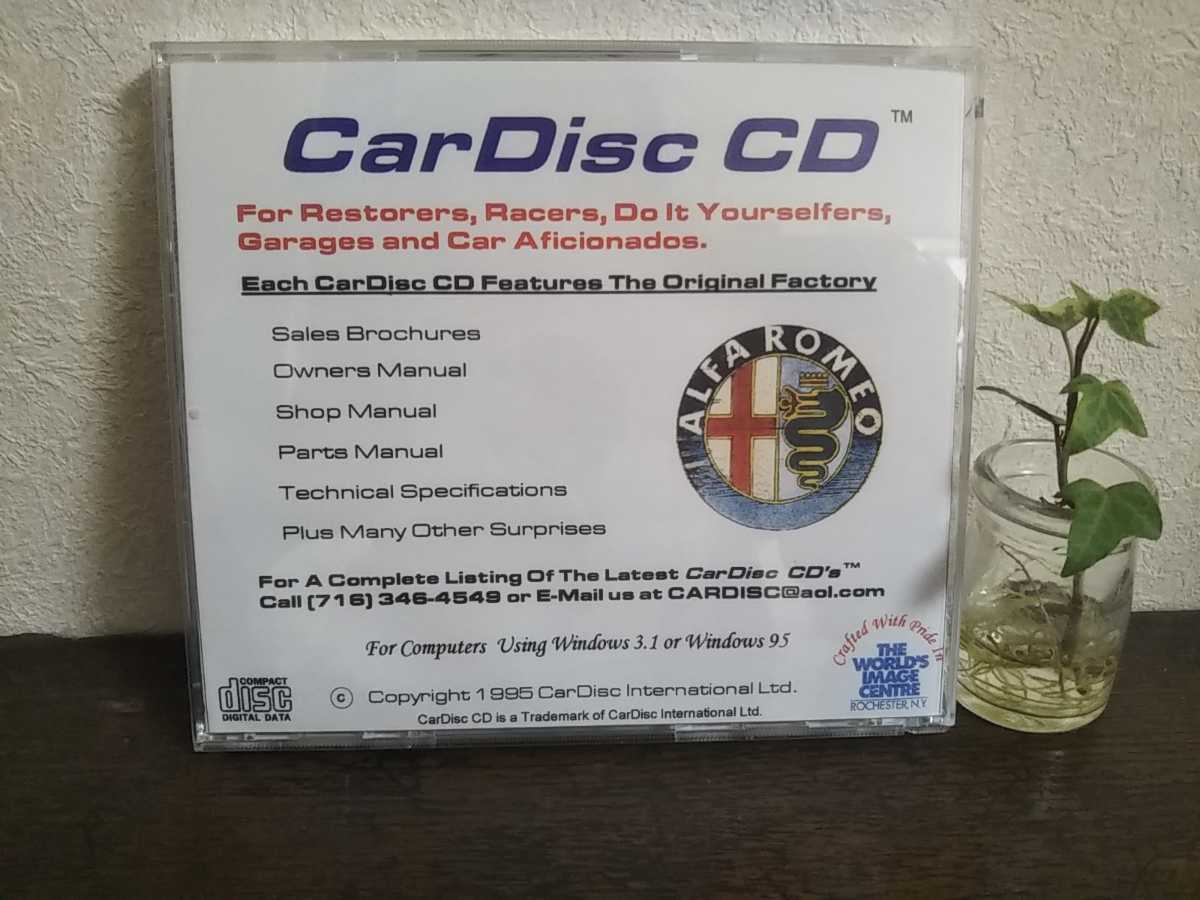 CarDisc CD™
For Restorers, Racers, Do It Yourselfers,
Garages and Car Aficionados.
Each CarDisc CD Features The Original Factory
Sales Brochures
Owners Manual
Shop Manual
Parts Manual
Technical Specifications
Plus Many Other Surprises
ALFA ROMEO
For A Complete Listing Of The Latest CarDisc CD's™
Call (716) 346-4549 or E-Mail us at CARDISC@aol.com
For Computers Using Windows 3.1 or Windows 95
Crafted With Pride In
THE
WORLD'S
IMAGE
CENTRE
ROCHESTER, N.Y.
COMPACT
disc
DIGITAL DATA
© Copyright 1995 CarDisc International Ltd.
CarDisc CD is a Trademark of CarDisc International Ltd.